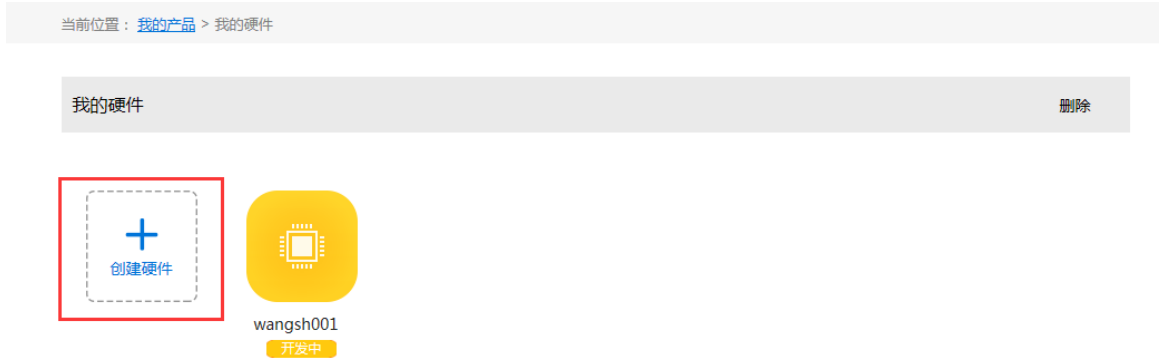 当前位置： 我的产品 > 我的硬件
我的硬件 删除
创建硬件
wangsh001
开发中